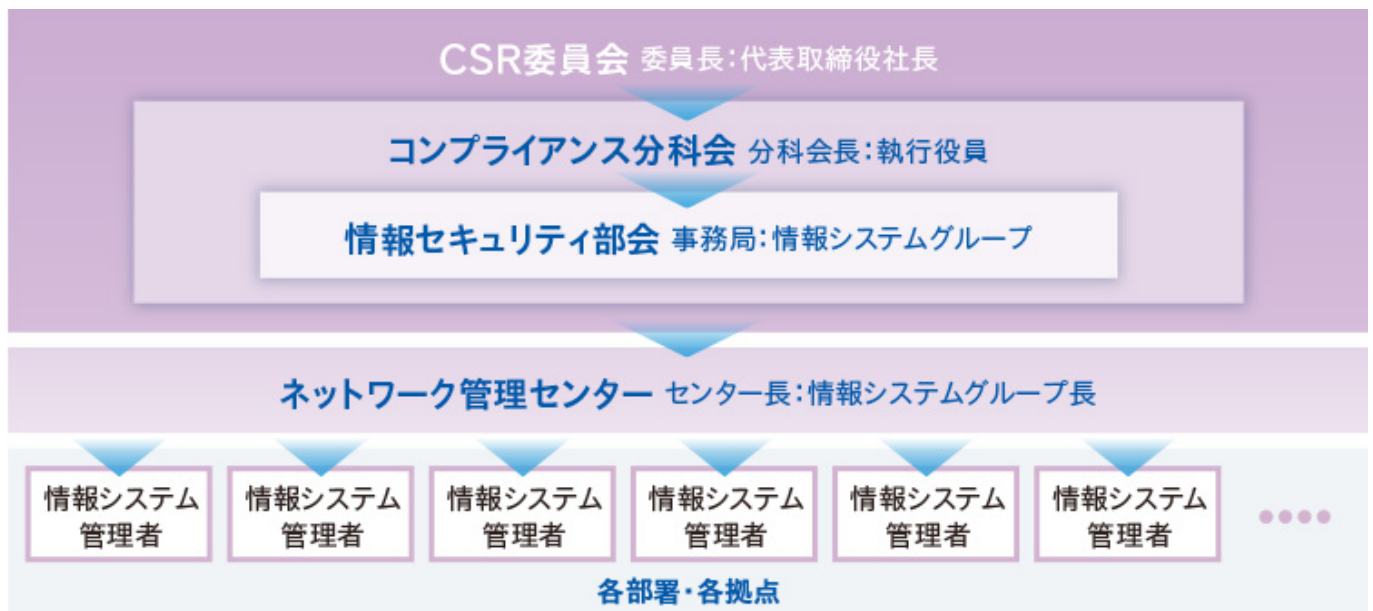 CSR委員会 委員長：代表取締役社長
コンプライアンス分科会 分科会長：執行役員
情報セキュリティ部会 事務局：情報システムグループ
ネットワーク管理センター センター長：情報システムグループ長
情報システム
管理者
情報システム
管理者
情報システム
管理者
情報システム
管理者
情報システム
管理者
情報システム
管理者
各部署・各拠点